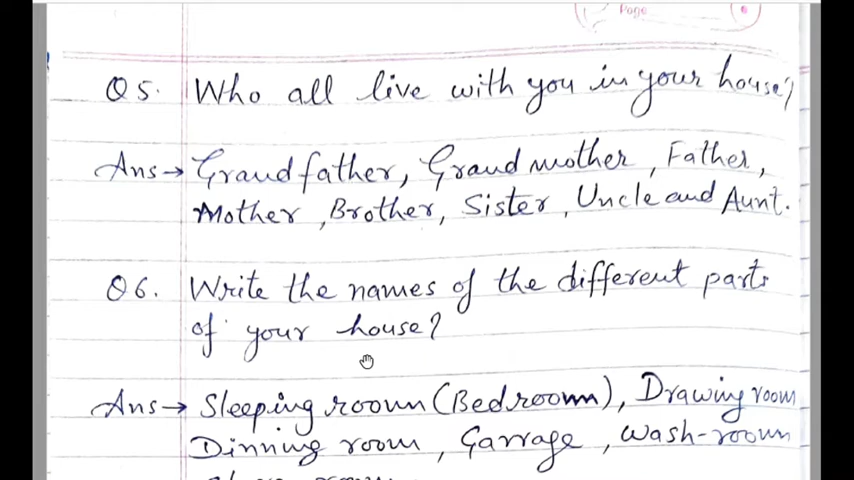 Page
Q5. Who all live with you in your house?
Ans→ Grandfather, Grandmother, Father,
Mother, Brother, Sister, Uncle and Aunt.
Q6. Write the names of the different parts
of your house?
Ans→ Sleeping room (Bedroom), Drawing room
Dinning room, Garrage, Wash-room